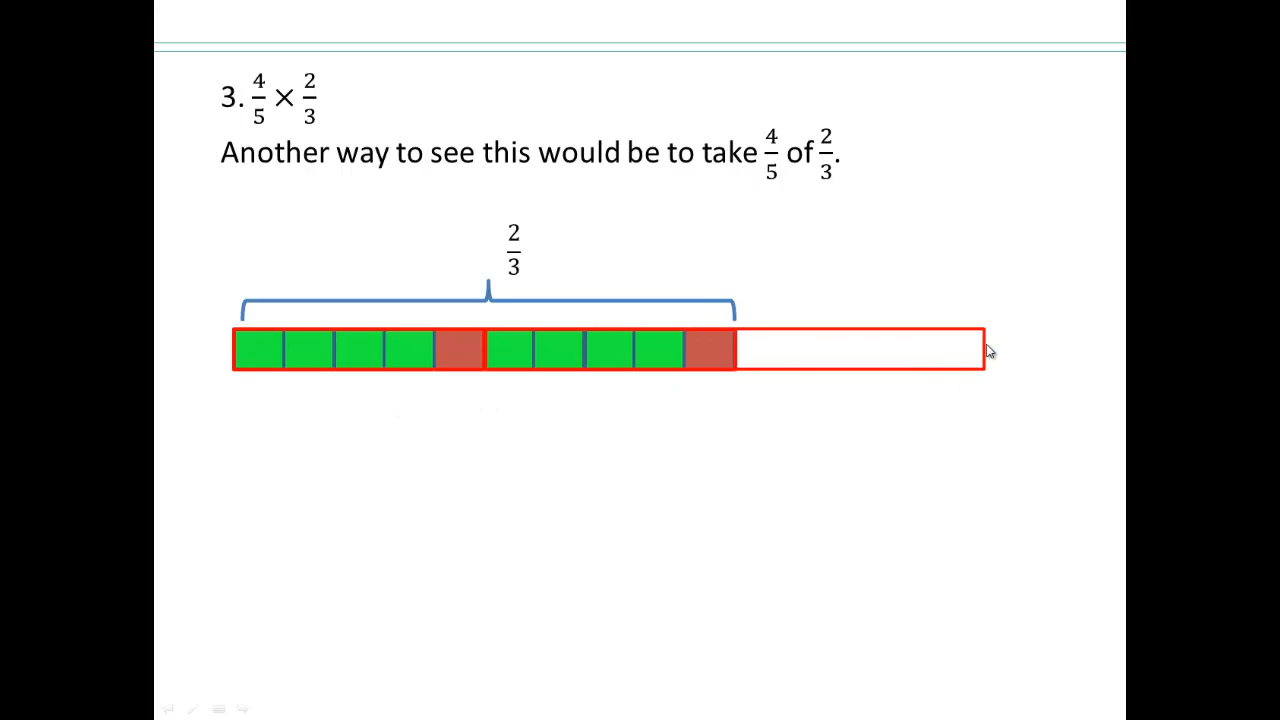 3. 4/5 × 2/3
Another way to see this would be to take 4/5 of 2/3.
2/3